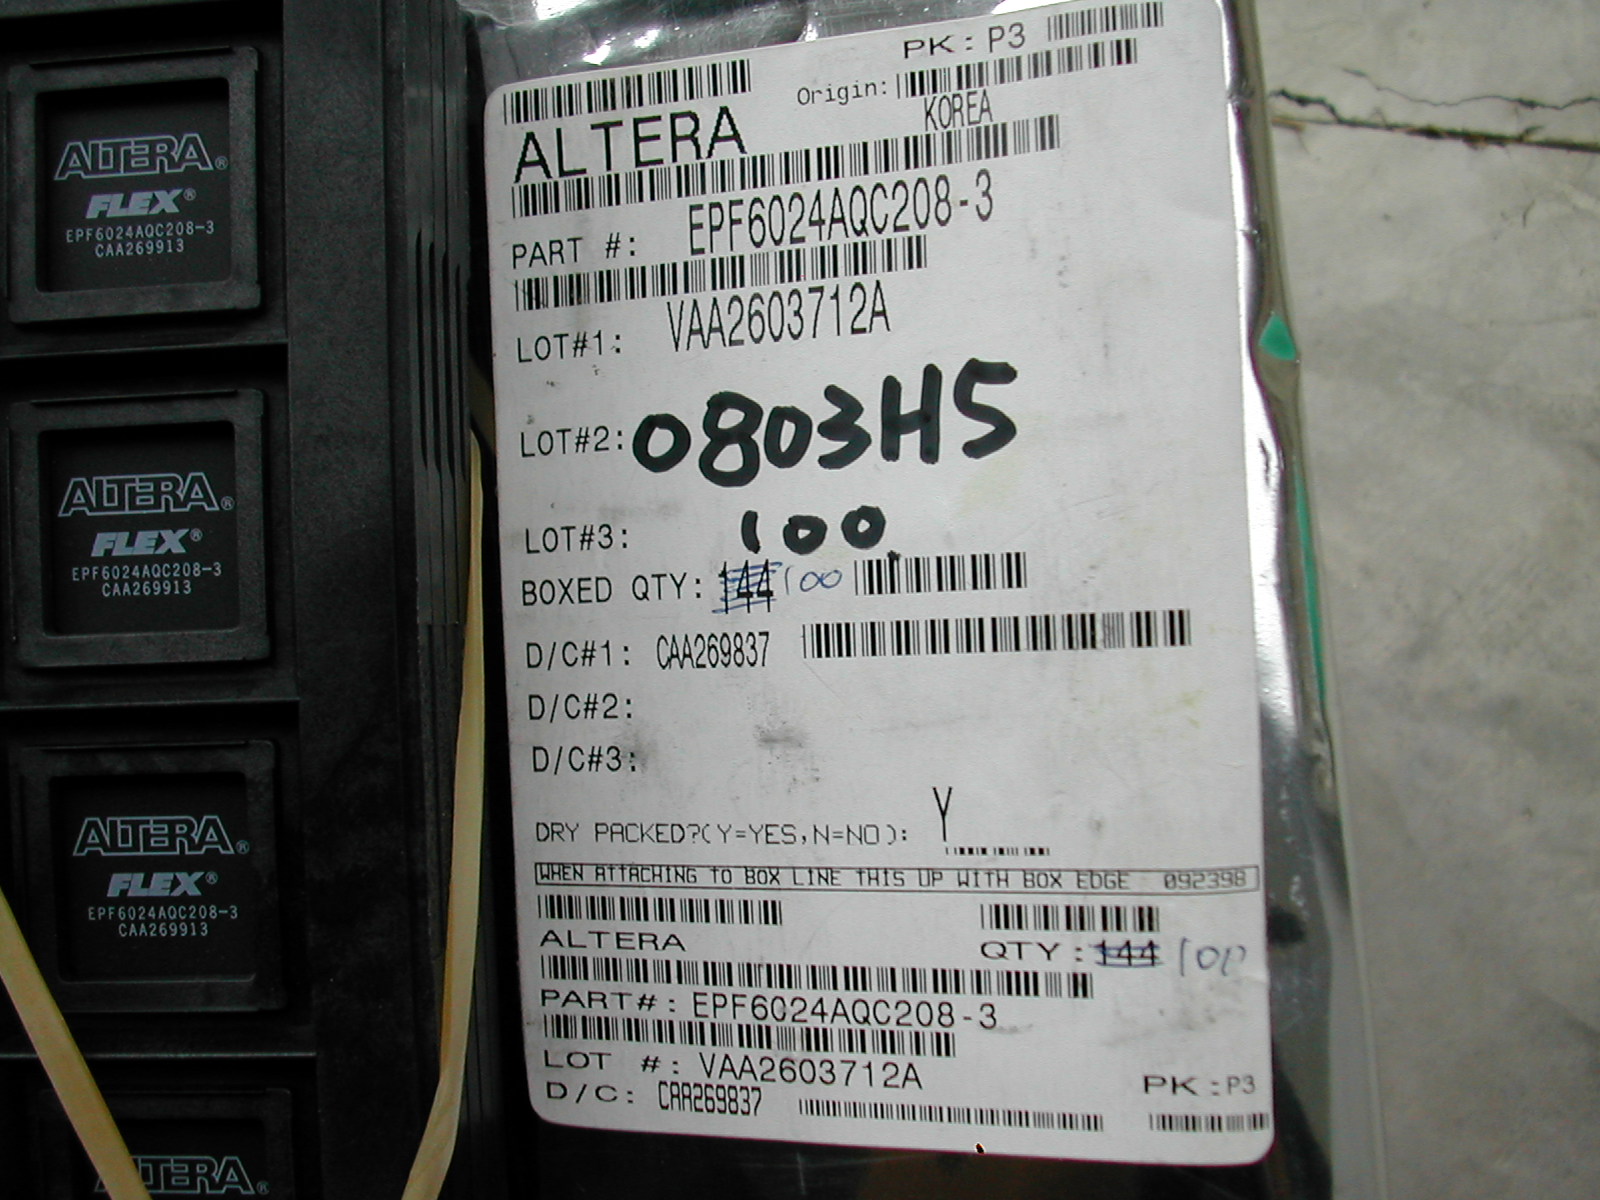 ALTERA®
FLEX®
EPF6024AQC208-3
CAA269913
ALTERA®
FLEX®
EPF6024AQC208-3
CAA269913
ALTERA®
FLEX®
EPF6024AQC208-3
CAA269913
ALTERA®
PK: P3
Origin:
KOREA
ALTERA
PART #: EPF6024AQC208-3
LOT#1: VAA2603712A
LOT#2: 0803H5
LOT#3: 100
BOXED QTY: 144 100
D/C#1: CAA269837
D/C#2:
D/C#3:
DRY PACKED?(Y=YES,N=NO): Y
WHEN ATTACHING TO BOX LINE THIS UP WITH BOX EDGE 092398
ALTERA QTY: 144 100
PART#: EPF6024AQC208-3
LOT #: VAA2603712A
D/C: CAA269837 PK:P3